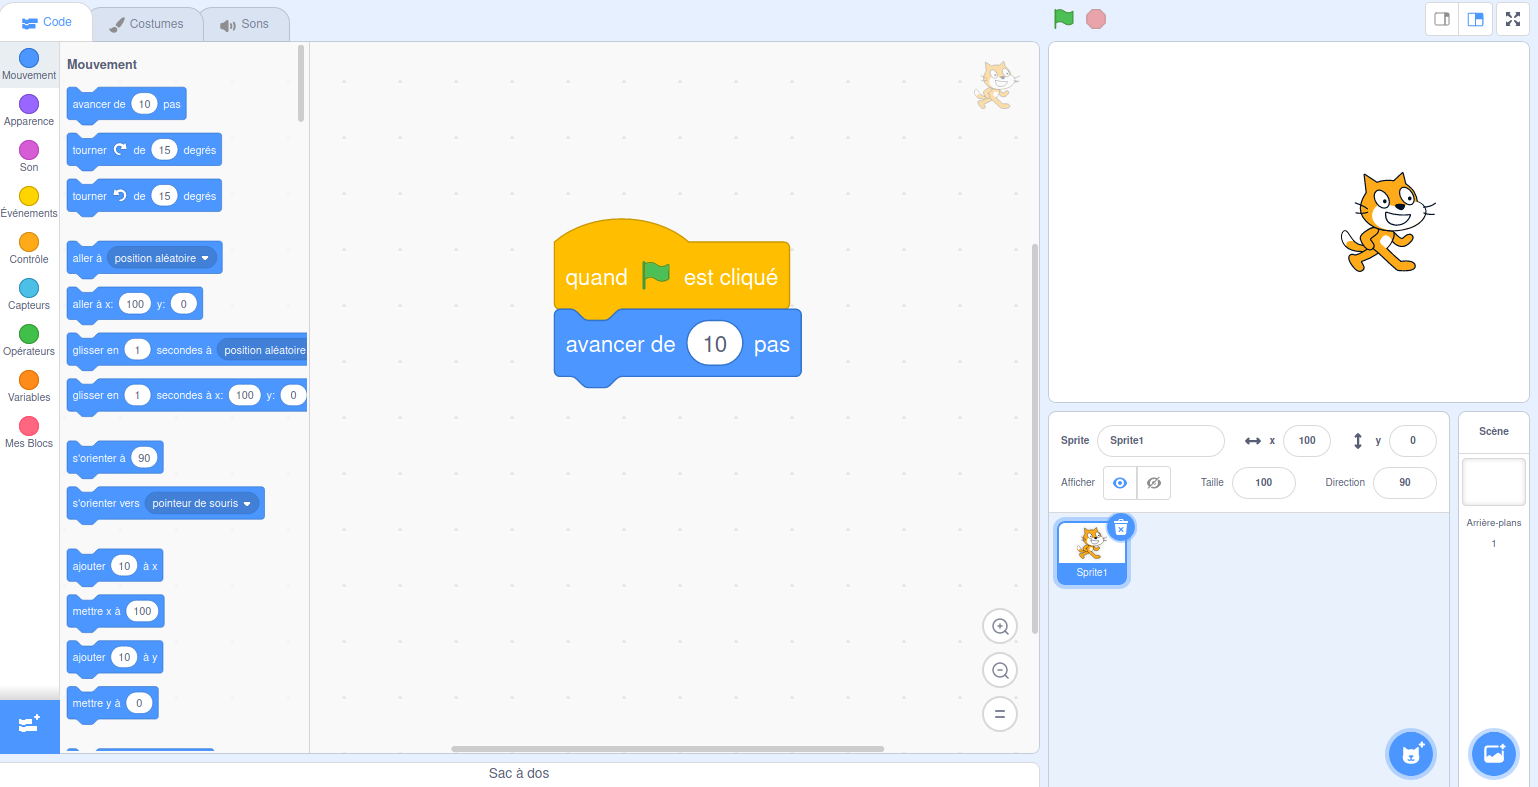 Code
Costumes
Sons
Mouvement
Apparence
Son
Événements
Contrôle
Capteurs
Opérateurs
Variables
Mes Blocs
Mouvement
avancer de 10 pas
tourner de 15 degrés
tourner de 15 degrés
aller à position aléatoire
aller à x: 100 y: 0
glisser en 1 secondes à position aléatoire
glisser en 1 secondes à x: 100 y: 0
s'orienter à 90
s'orienter vers pointeur de souris
ajouter 10 à x
mettre x à 100
ajouter 10 à y
mettre y à 0
quand est cliqué
avancer de 10 pas
Sac à dos
Sprite Sprite1 x 100 y 0
Afficher Taille 100 Direction 90
Sprite1
Scène
Arrière-plans
1